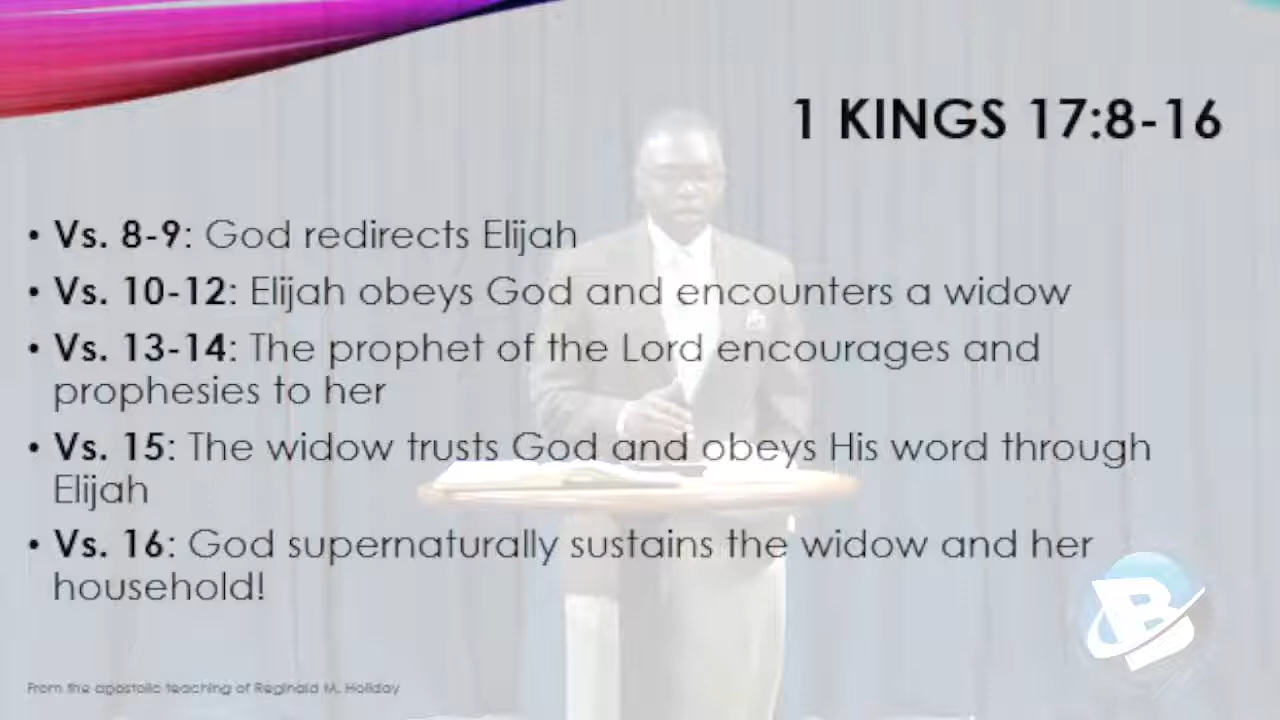 1 KINGS 17:8-16
• Vs. 8-9: God redirects Elijah
• Vs. 10-12: Elijah obeys God and encounters a widow
• Vs. 13-14: The prophet of the Lord encourages and
prophesies to her
• Vs. 15: The widow trusts God and obeys His word through
Elijah
• Vs. 16: God supernaturally sustains the widow and her
household!
B
From the apostolic teaching of Reginald M. Holiday